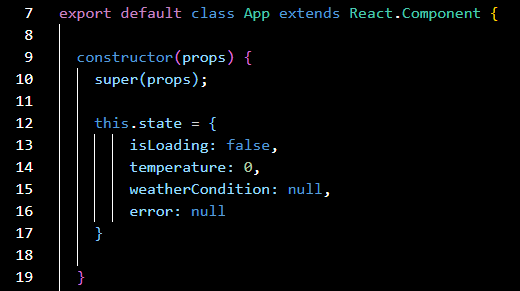 7 export default class App extends React.Component {
8
9 constructor(props) {
10 super(props);
11
12 this.state = {
13 isLoading: false,
14 temperature: 0,
15 weatherCondition: null,
16 error: null
17 }
18
19 }